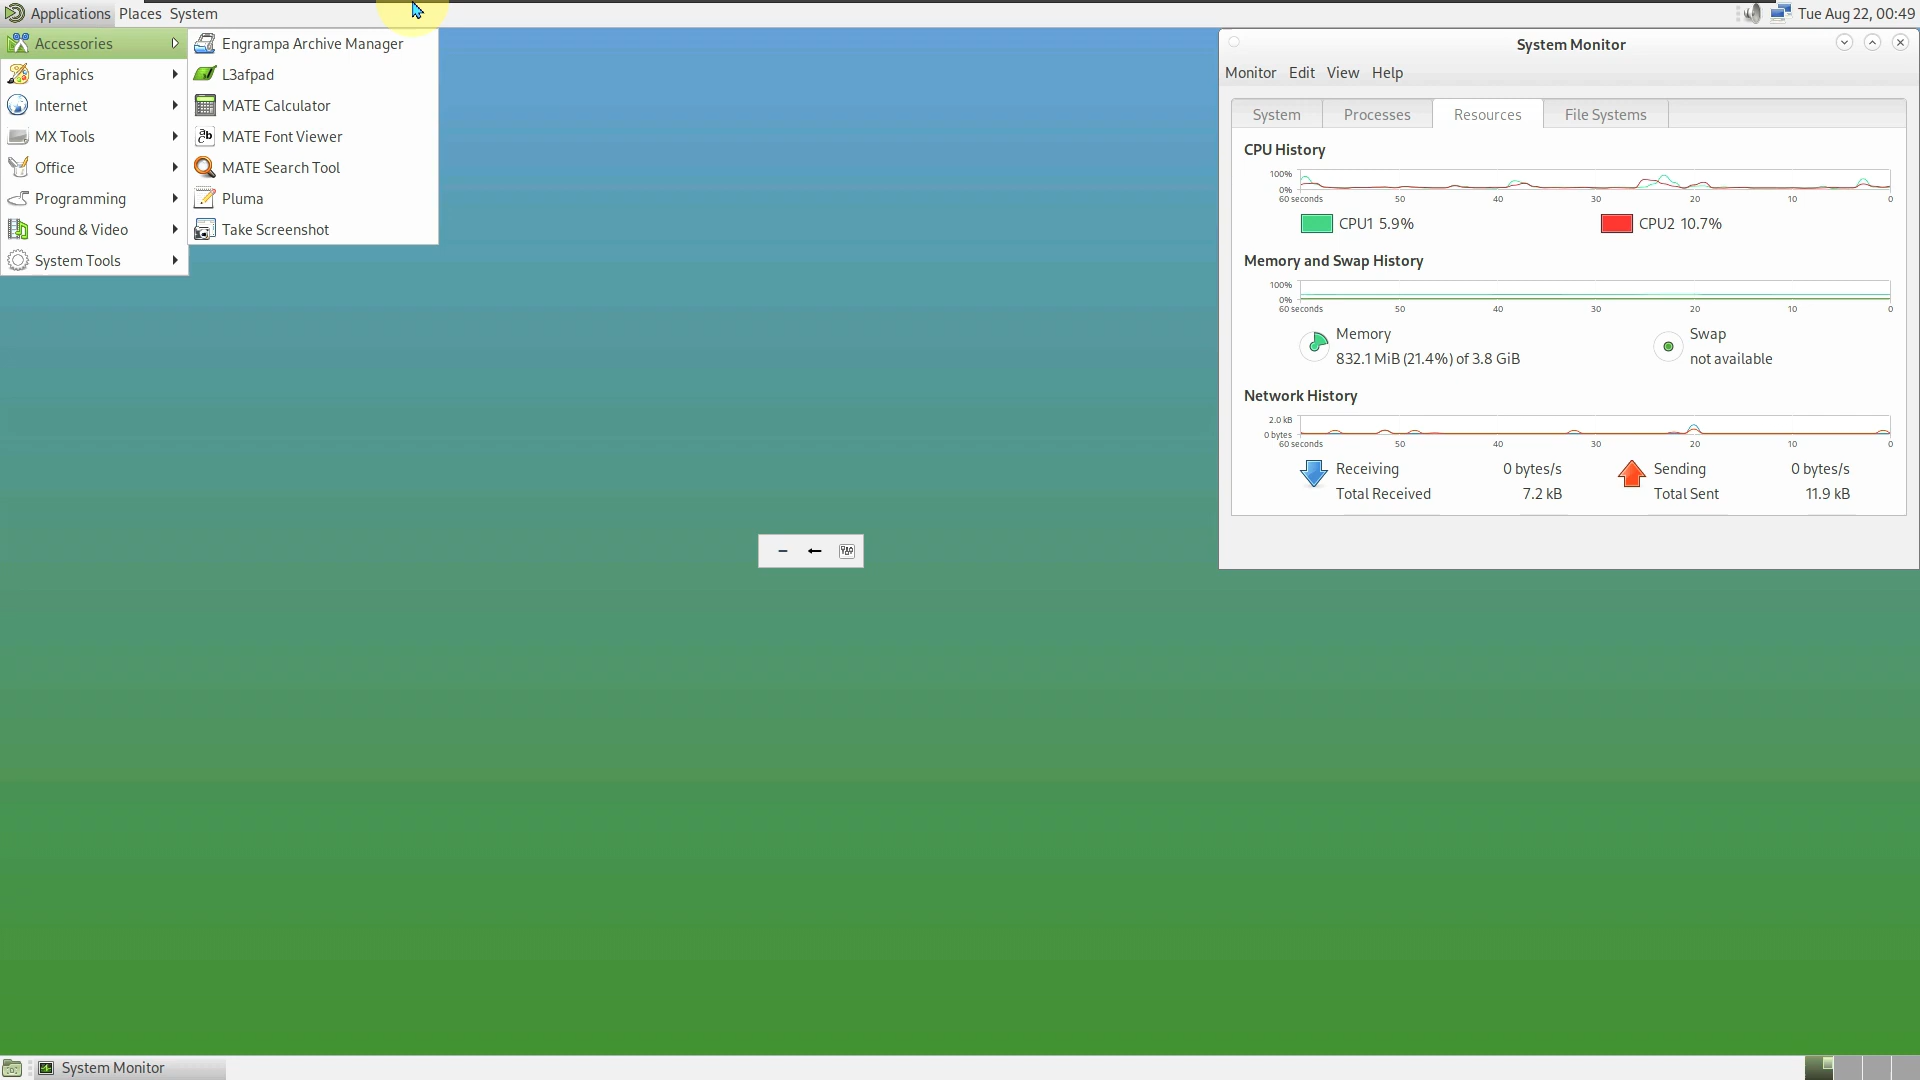 Applications Places System
Tue Aug 22, 00:49
Accessories
Graphics
Internet
MX Tools
Office
Programming
Sound & Video
System Tools
Engrampa Archive Manager
L3afpad
MATE Calculator
MATE Font Viewer
MATE Search Tool
Pluma
Take Screenshot
System Monitor
Monitor Edit View Help
System Processes Resources File Systems
CPU History
100%
0%
60 seconds 50 40 30 20 10 0
CPU1 5.9% CPU2 10.7%
Memory and Swap History
100%
0%
60 seconds 50 40 30 20 10 0
Memory Swap
832.1 MiB (21.4%) of 3.8 GiB not available
Network History
2.0 kB
0 bytes
60 seconds 50 40 30 20 10 0
Receiving 0 bytes/s Sending 0 bytes/s
Total Received 7.2 kB Total Sent 11.9 kB
System Monitor